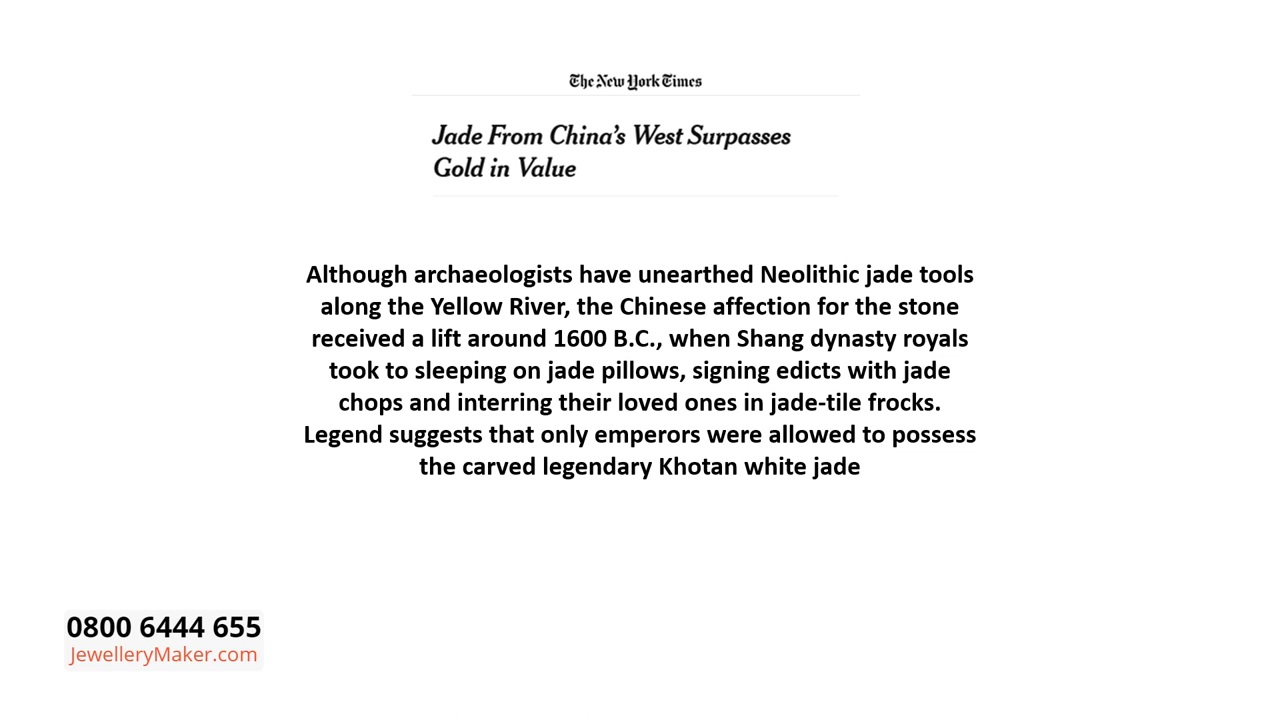 The New York Times
Jade From China's West Surpasses
Gold in Value
Although archaeologists have unearthed Neolithic jade tools
along the Yellow River, the Chinese affection for the stone
received a lift around 1600 B.C., when Shang dynasty royals
took to sleeping on jade pillows, signing edicts with jade
chops and interring their loved ones in jade-tile frocks.
Legend suggests that only emperors were allowed to possess
the carved legendary Khotan white jade
0800 6444 655
JewelleryMaker.com